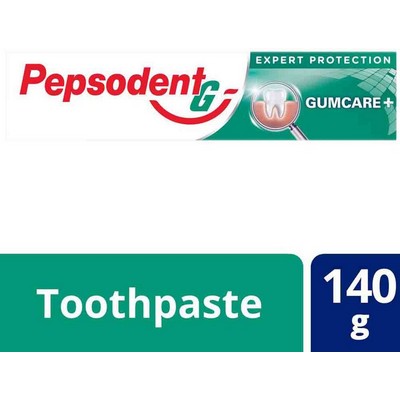 EXPERT PROTECTION
Pepsodent G
GUMCARE+
Toothpaste
140
g